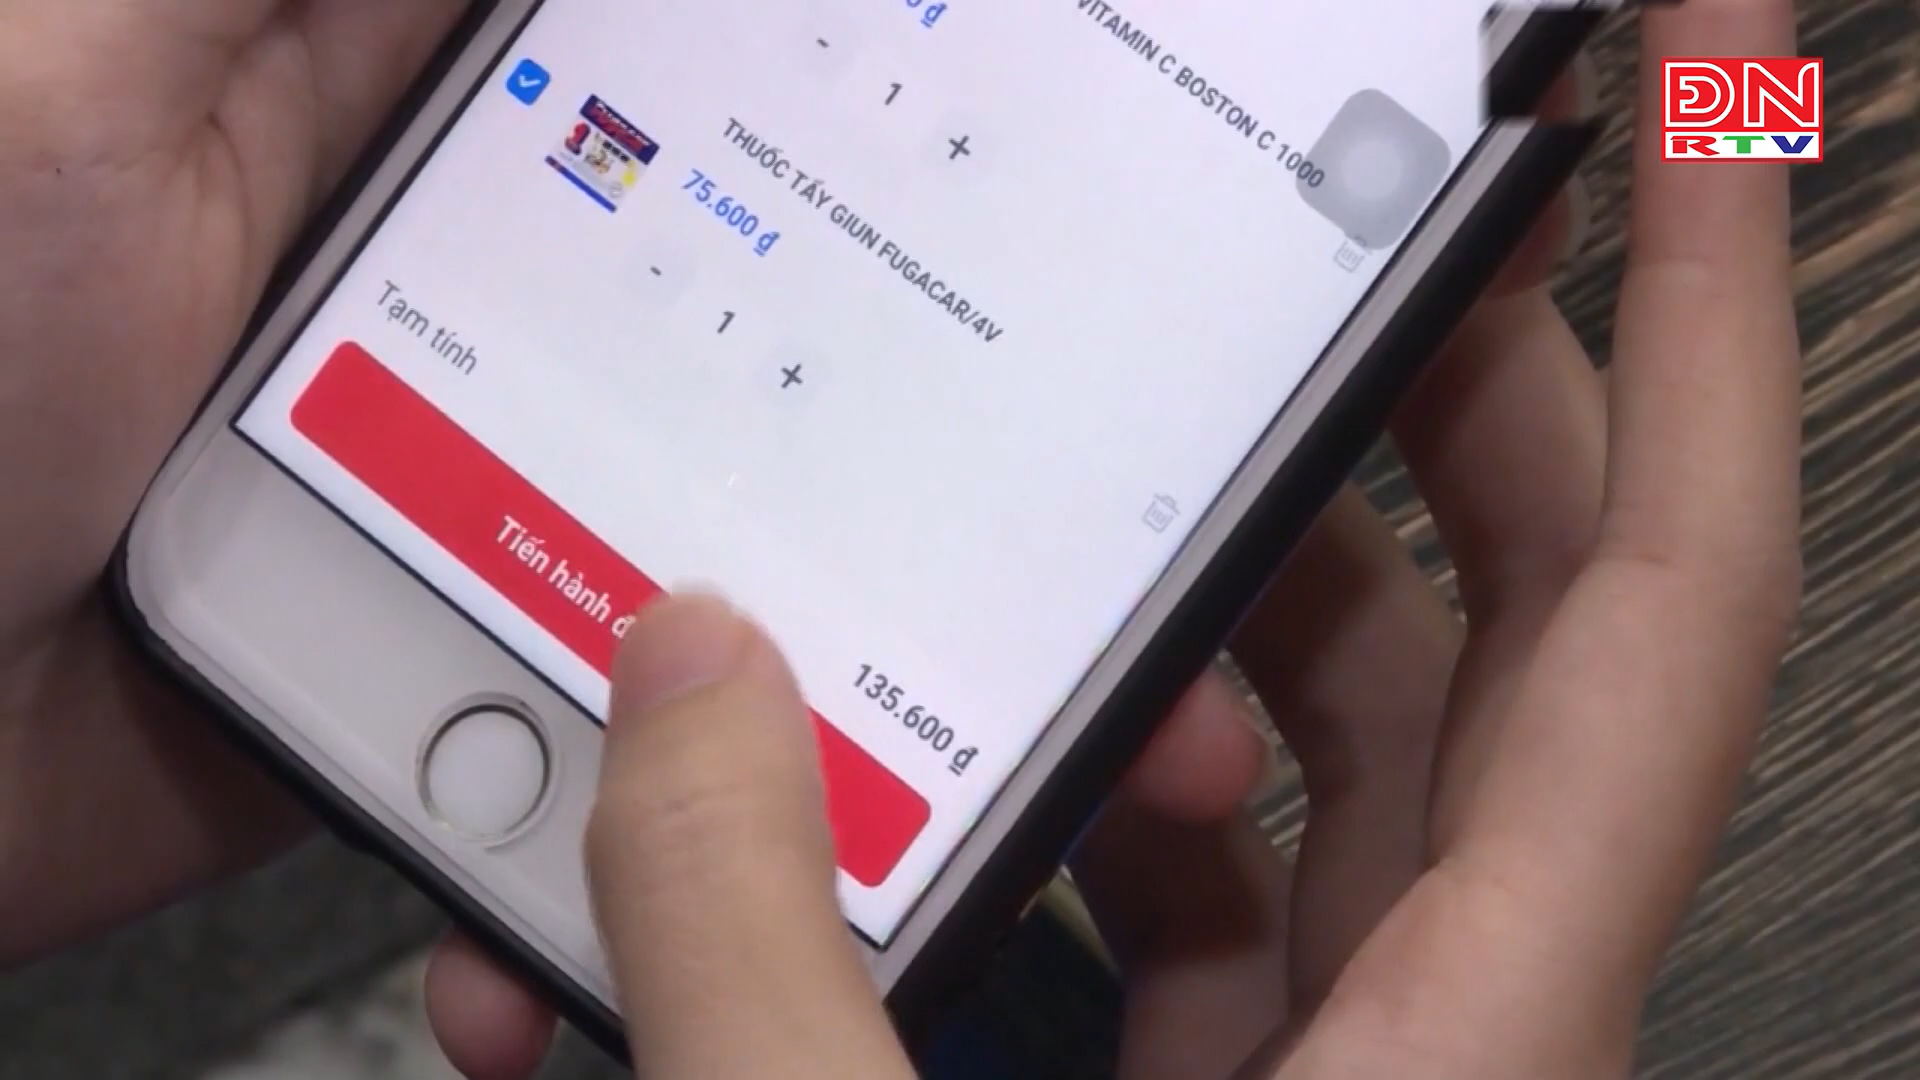 VITAMIN C BOSTON C 1000
đ
- 1 +
THUỐC TẨY GIUN FUGACAR/4V
75.600 đ
- 1 +
Tạm tính
135.600 đ
Tiến hành
ĐN
RTV